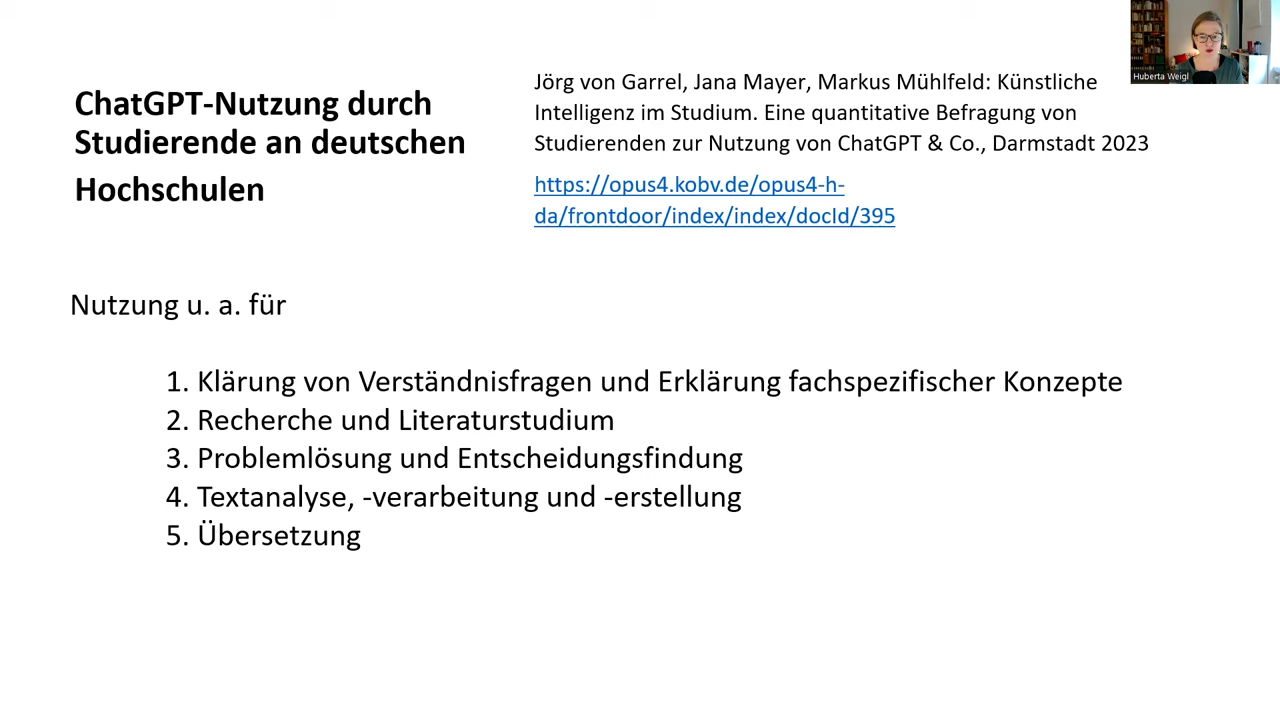 ChatGPT-Nutzung durch
Studierende an deutschen
Hochschulen
Jörg von Garrel, Jana Mayer, Markus Mühlfeld: Künstliche
Intelligenz im Studium. Eine quantitative Befragung von
Studierenden zur Nutzung von ChatGPT & Co., Darmstadt 2023
https://opus4.kobv.de/opus4-h-
da/frontdoor/index/index/docId/395
Huberta Weigl
Nutzung u. a. für
1. Klärung von Verständnisfragen und Erklärung fachspezifischer Konzepte
2. Recherche und Literaturstudium
3. Problemlösung und Entscheidungsfindung
4. Textanalyse, -verarbeitung und -erstellung
5. Übersetzung